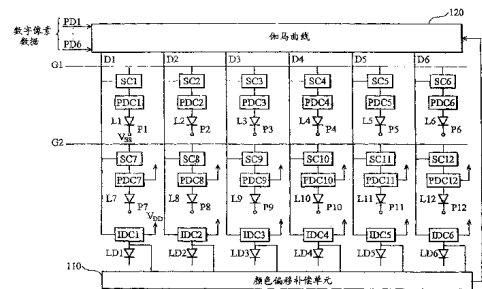 120
PD1
数字像素
数据
PD6
伽马曲线
D1 D2 D3 D4 D5 D6
G1
SC1 SC2 SC3 SC4 SC5 SC6
PDC1 PDC2 PDC3 PDC4 PDC5 PDC6
L1 P1 L2 P2 L3 P3 L4 P4 L5 P5 L6 P6
VSS
G2
SC7 SC8 SC9 SC10 SC11 SC12
PDC7 PDC8 PDC9 PDC10 PDC11 PDC12
L7 P7 L8 P8 L9 P9 L10 P10 L11 P11 L12 P12
VDD
IDC1 IDC2 IDC3 IDC4 IDC5 IDC6
LD1 LD2 LD3 LD4 LD5 LD6
110
颜色偏移补偿单元